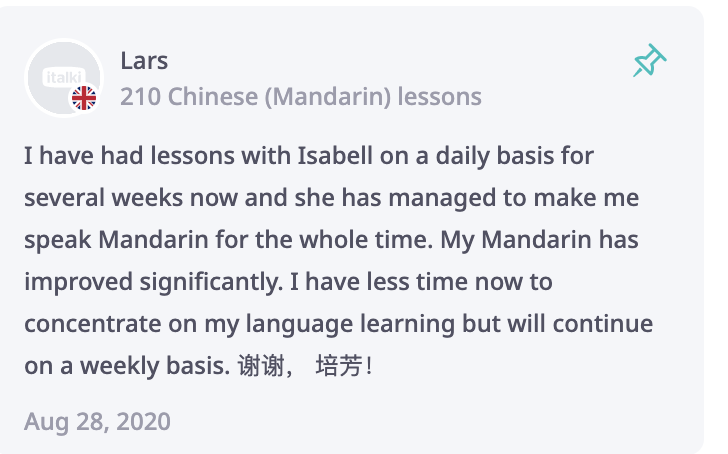 italki
Lars
210 Chinese (Mandarin) lessons
I have had lessons with Isabell on a daily basis for
several weeks now and she has managed to make me
speak Mandarin for the whole time. My Mandarin has
improved significantly. I have less time now to
concentrate on my language learning but will continue
on a weekly basis. 谢谢， 培芳！
Aug 28, 2020